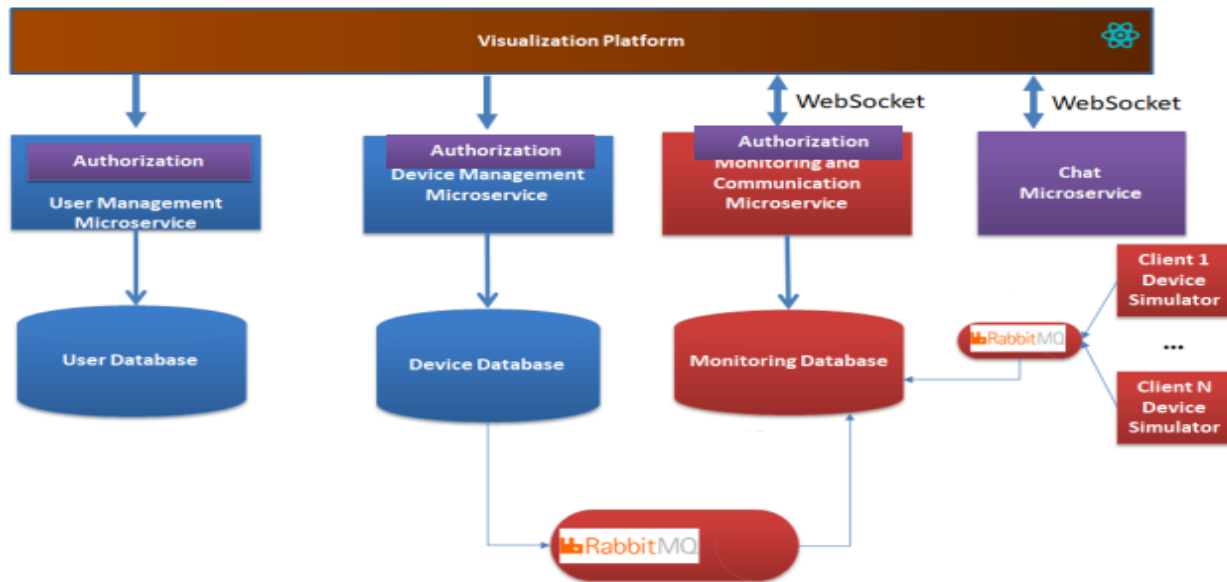 Visualization Platform
WebSocket
WebSocket
Authorization
User Management
Microservice
Authorization
Device Management
Microservice
Authorization
Monitoring and
Communication
Microservice
Chat
Microservice
Client 1
Device
Simulator
...
Client N
Device
Simulator
RabbitMQ
User Database
Device Database
Monitoring Database
RabbitMQ